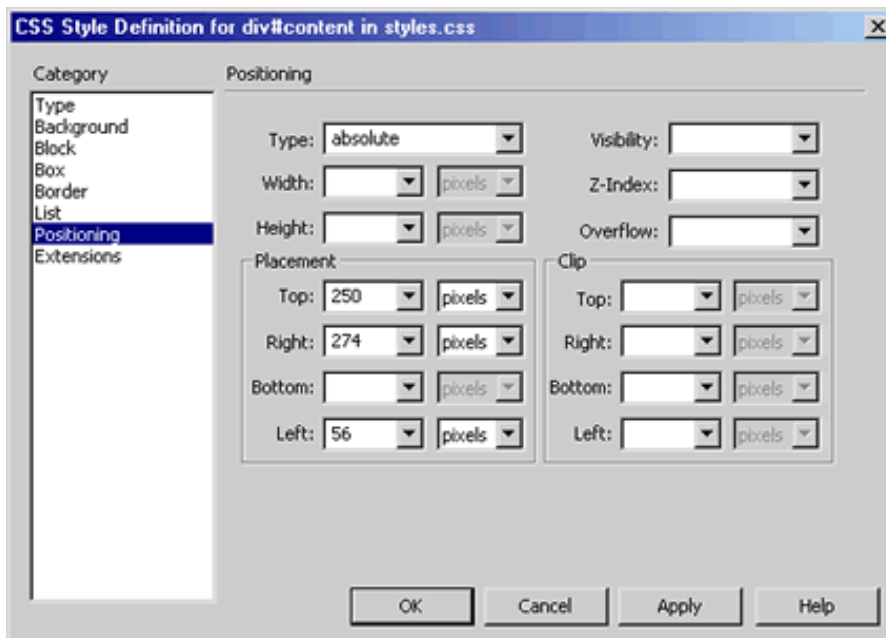 CSS Style Definition for div#content in styles.css
Category
Type
Background
Block
Box
Border
List
Positioning
Extensions
Positioning
Type: absolute Visibility:
Width: pixels Z-Index:
Height: pixels Overflow:
Placement Clip
Top: 250 pixels Top: pixels
Right: 274 pixels Right: pixels
Bottom: pixels Bottom: pixels
Left: 56 pixels Left: pixels
OK Cancel Apply Help